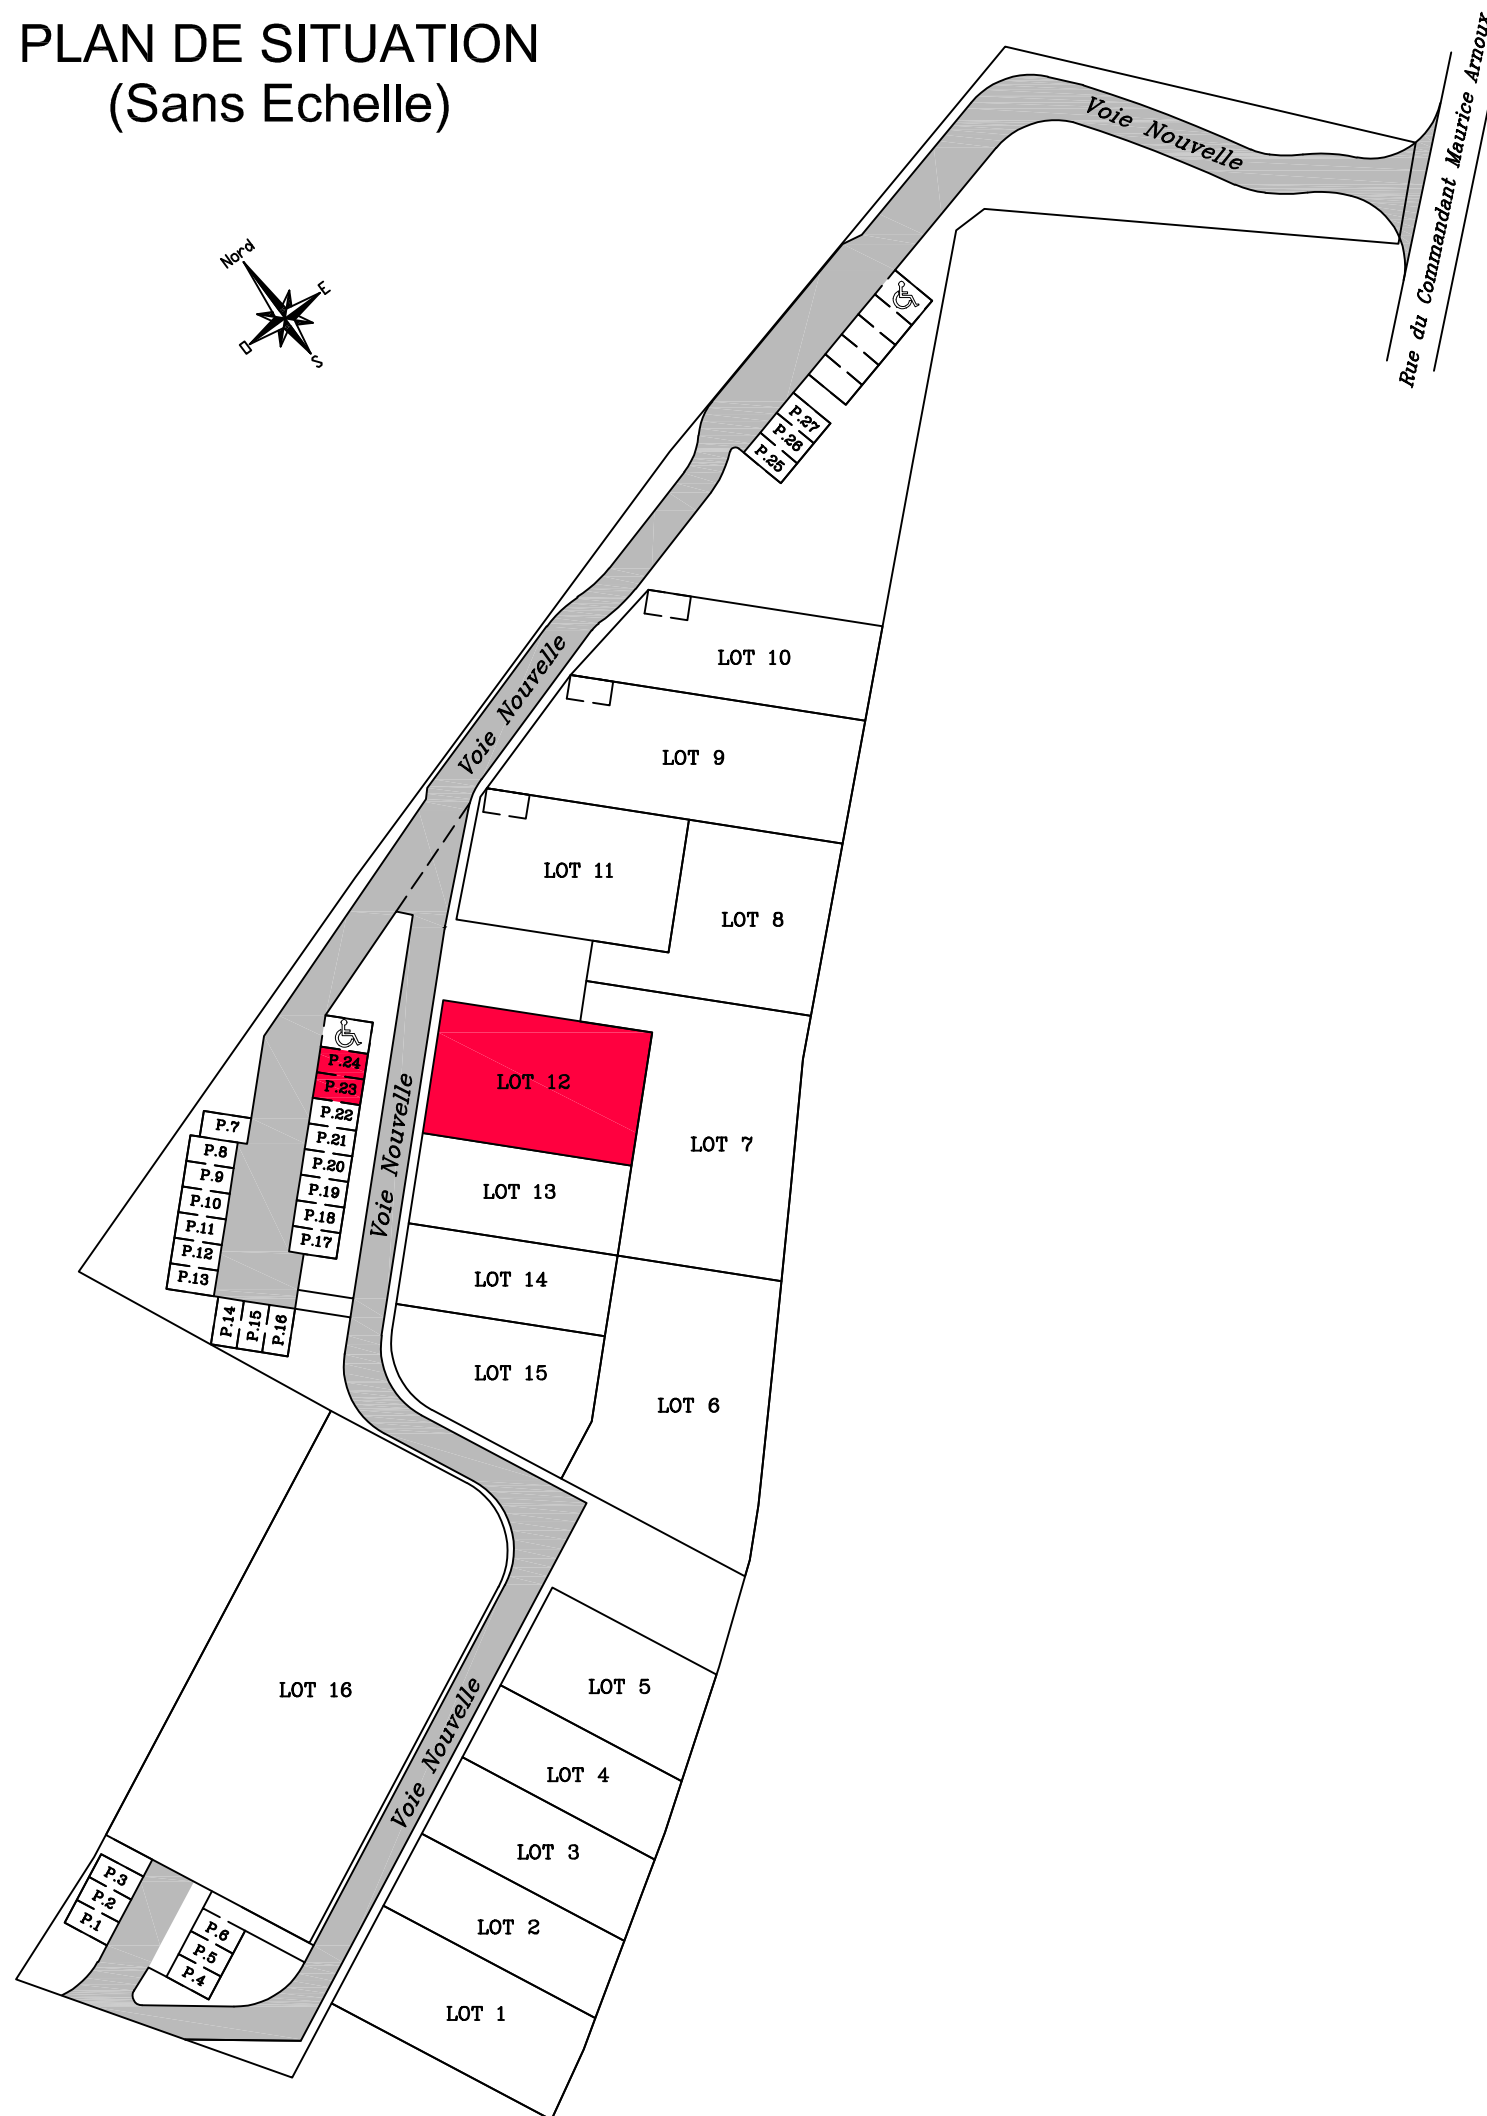 PLAN DE SITUATION
(Sans Echelle)
Voie Nouvelle
Rue du Commandant Maurice Arnoux
Nord
E
O
S
P.27
P.26
P.25
LOT 10
Voie Nouvelle
LOT 9
LOT 11
LOT 8
P.24
P.23
P.22
P.21
P.20
P.19
P.18
P.17
LOT 12
Voie Nouvelle
P.7
P.8
P.9
P.10
P.11
P.12
P.13
P.14
P.15
P.16
LOT 7
LOT 13
LOT 14
LOT 15
LOT 6
LOT 16
LOT 5
Voie Nouvelle
LOT 4
LOT 3
P.3
P.2
P.1
P.6
P.5
P.4
LOT 2
LOT 1